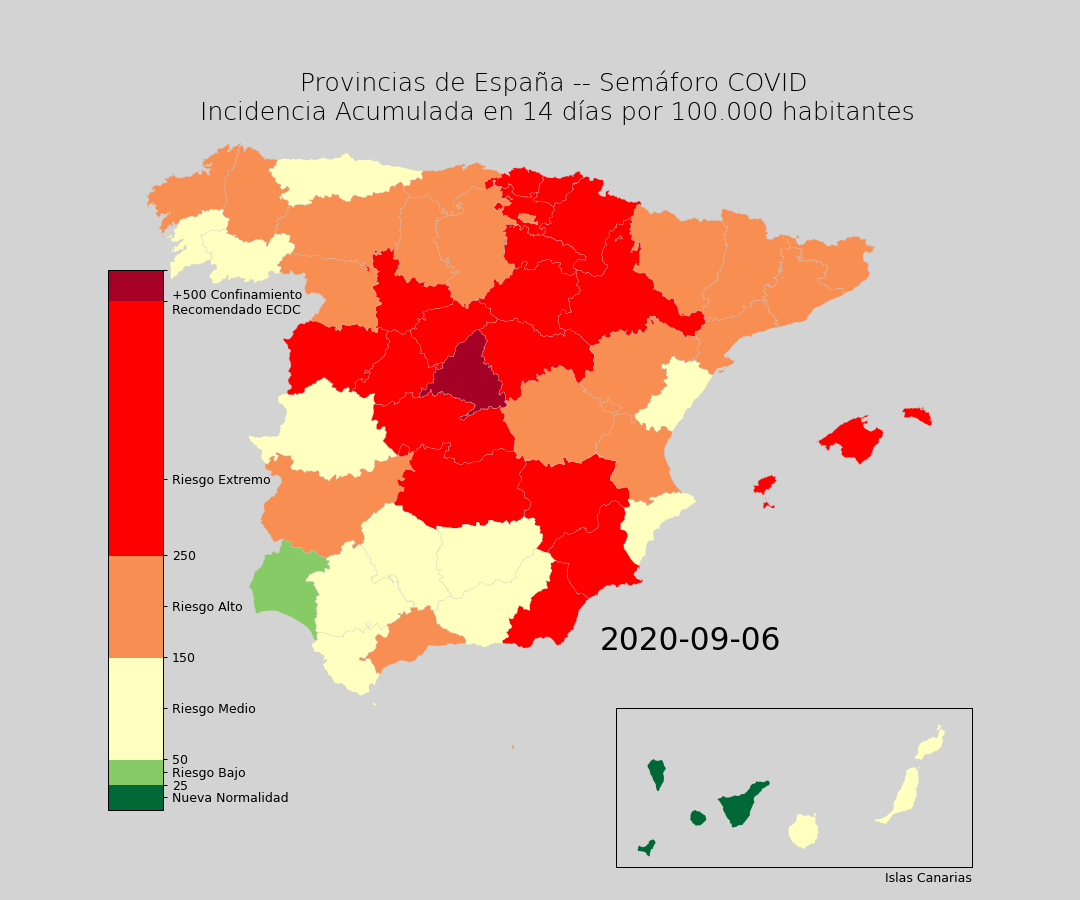 Provincias de España -- Semáforo COVID
Incidencia Acumulada en 14 días por 100.000 habitantes
+500 Confinamiento
Recomendado ECDC
Riesgo Extremo
250
Riesgo Alto
150
Riesgo Medio
50
Riesgo Bajo
25
Nueva Normalidad
2020-09-06
Islas Canarias